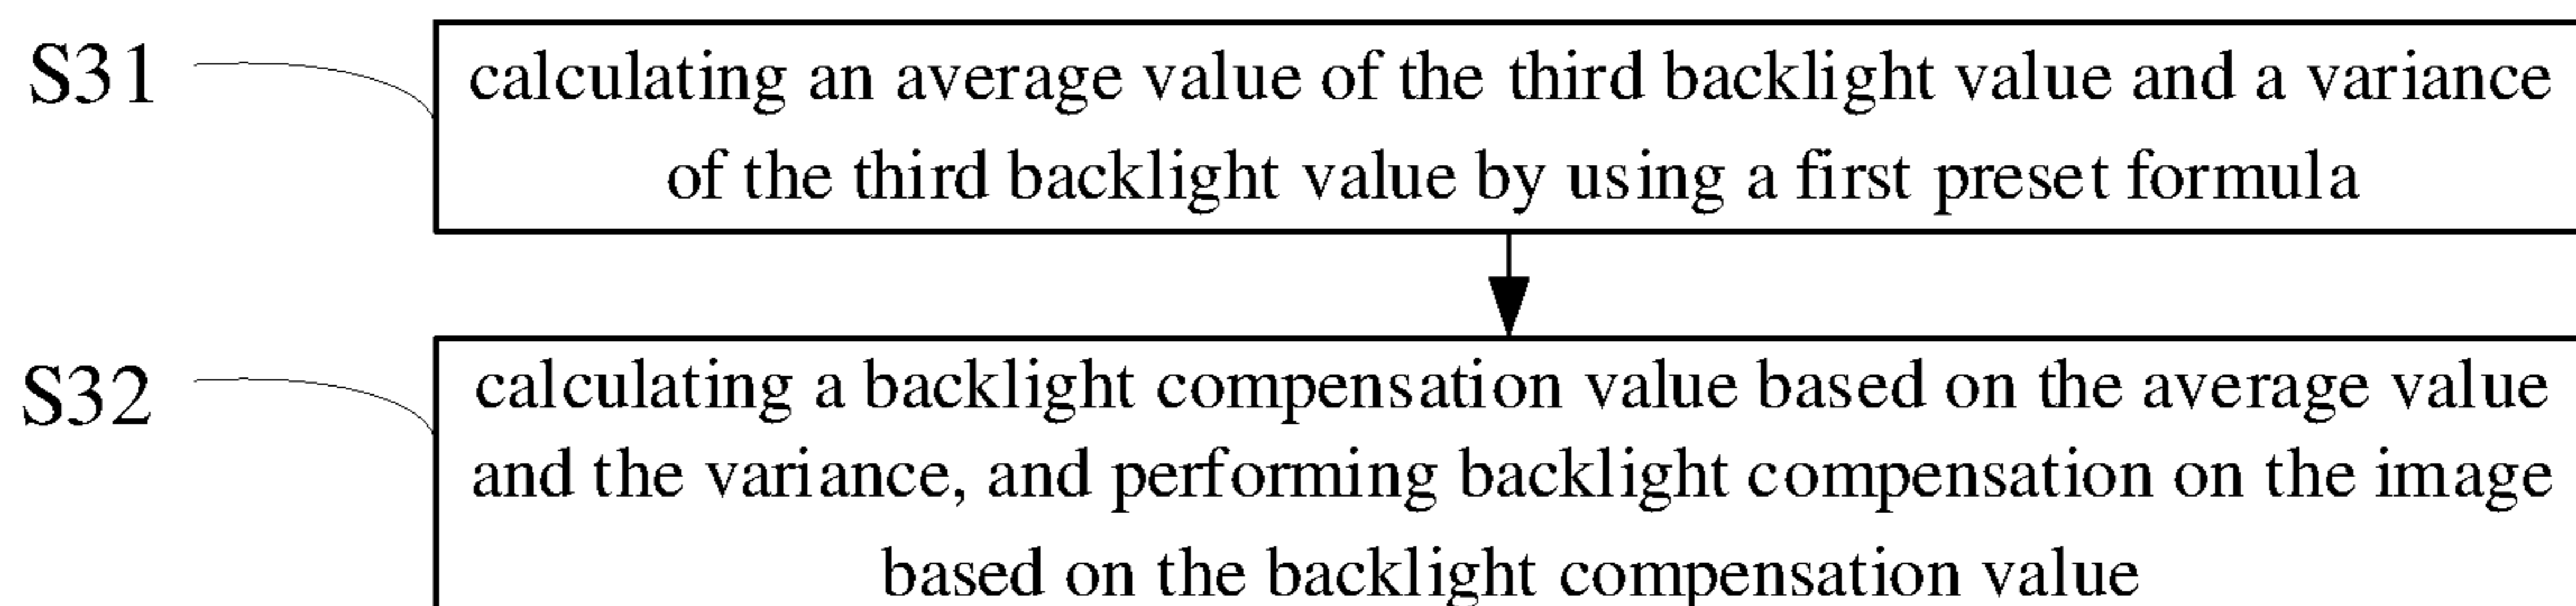 S31
calculating an average value of the third backlight value and a variance
of the third backlight value by using a first preset formula
S32
calculating a backlight compensation value based on the average value
and the variance, and performing backlight compensation on the image
based on the backlight compensation value